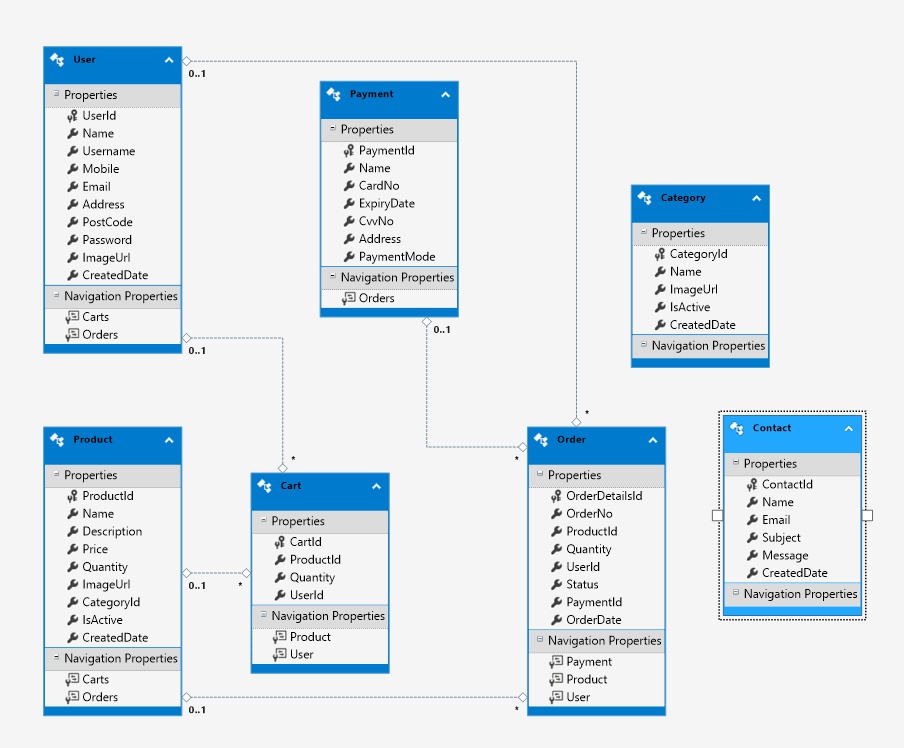 User
0..1
Properties
UserId
Name
Username
Mobile
Email
Address
PostCode
Password
ImageUrl
CreatedDate
Navigation Properties
Carts
Orders
0..1
Payment
Properties
PaymentId
Name
CardNo
ExpiryDate
CvvNo
Address
PaymentMode
Navigation Properties
Orders
0..1
Category
Properties
CategoryId
Name
ImageUrl
IsActive
CreatedDate
Navigation Properties
Product
Properties
ProductId
Name
Description
Price
Quantity
ImageUrl
CategoryId
IsActive
CreatedDate
Navigation Properties
Carts
Orders
0..1
*
0..1
*
*
Cart
Properties
CartId
ProductId
Quantity
UserId
Navigation Properties
Product
User
*
*
Order
Properties
OrderDetailsId
OrderNo
ProductId
Quantity
UserId
Status
PaymentId
OrderDate
Navigation Properties
Payment
Product
User
Contact
Properties
ContactId
Name
Email
Subject
Message
CreatedDate
Navigation Properties